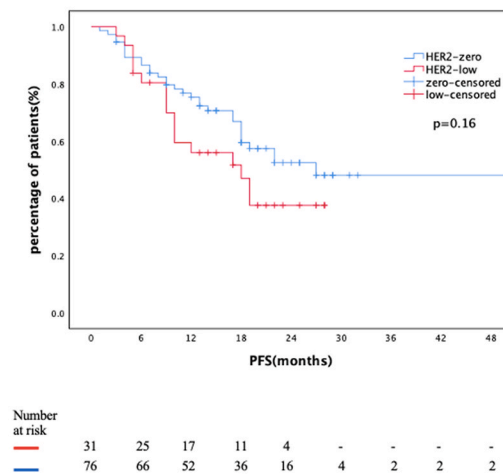 1.0
0.8
0.6
0.4
0.2
0.0
percentage of patients(%)
HER2-zero
HER2-low
zero-censored
low-censored
p=0.16
0 6 12 18 24 30 36 42 48
PFS(months)
Number
at risk
31 25 17 11 4 - - - -
76 66 52 36 16 4 2 2 2